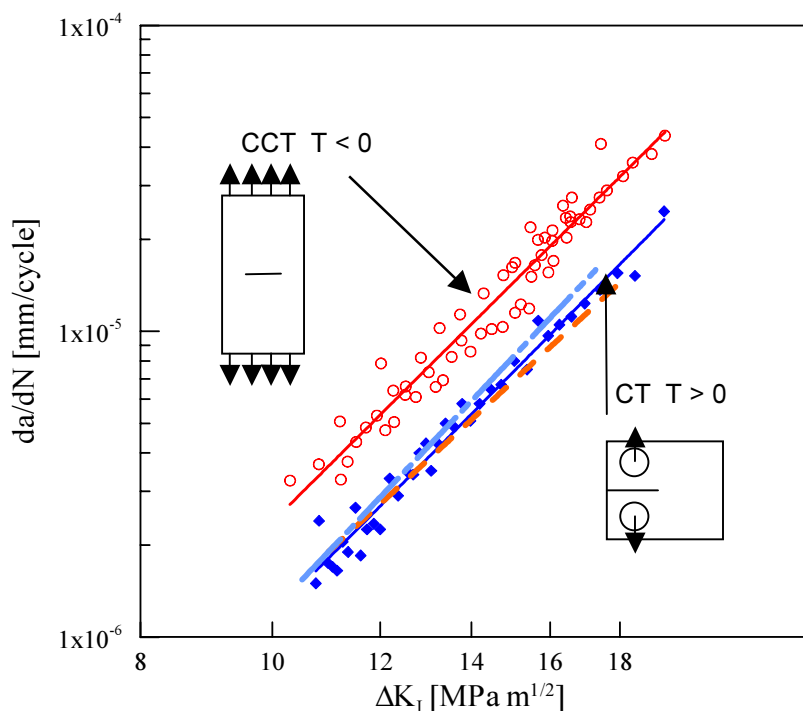 1x10⁻⁴
CCT T < 0
da/dN [mm/cycle]
1x10⁻⁵
CT T > 0
1x10⁻⁶
8 10 12 14 16 18
ΔK_I [MPa m^{1/2}]